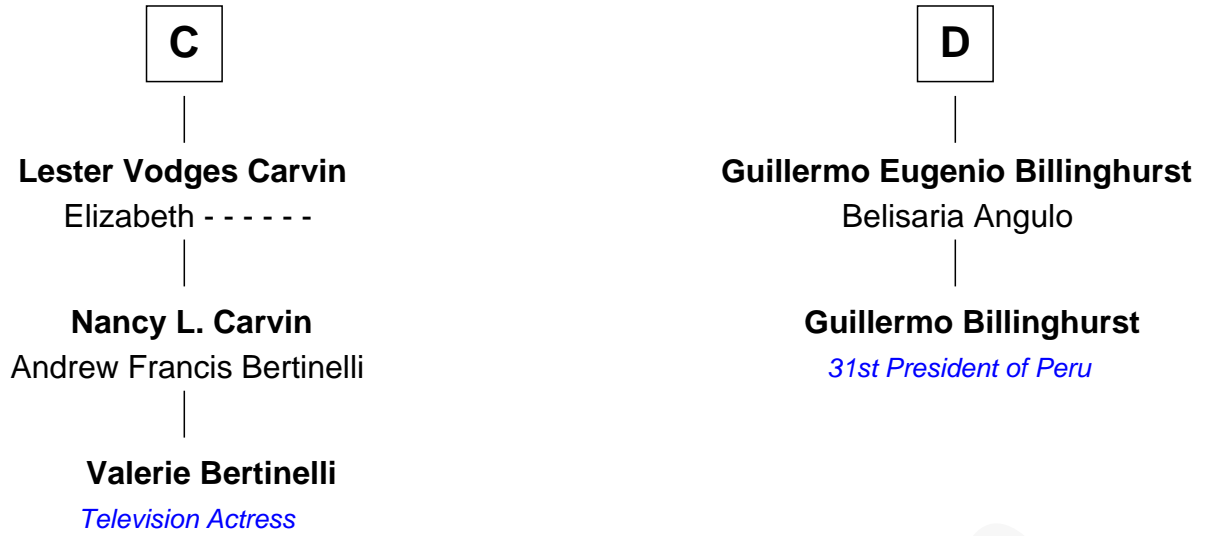 C
Lester Vodges Carvin
Elizabeth - - - - - -
Nancy L. Carvin
Andrew Francis Bertinelli
Valerie Bertinelli
Television Actress
D
Guillermo Eugenio Billinghurst
Belisaria Angulo
Guillermo Billinghurst
31st President of Peru